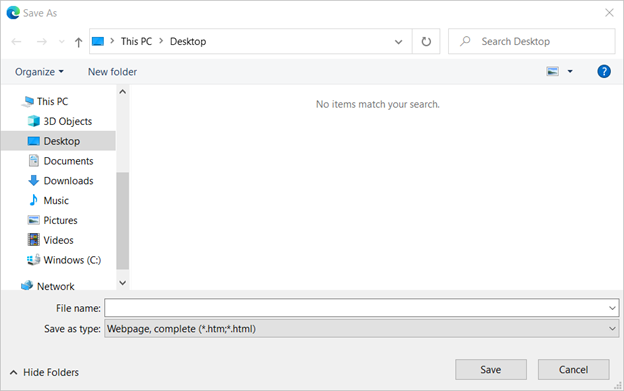 Save As
This PC > Desktop
Search Desktop
Organize
New folder
?
This PC
3D Objects
Desktop
Documents
Downloads
Music
Pictures
Videos
Windows (C:)
Network
No items match your search.
File name:
Save as type: Webpage, complete (*.htm;*.html)
Hide Folders
Save
Cancel